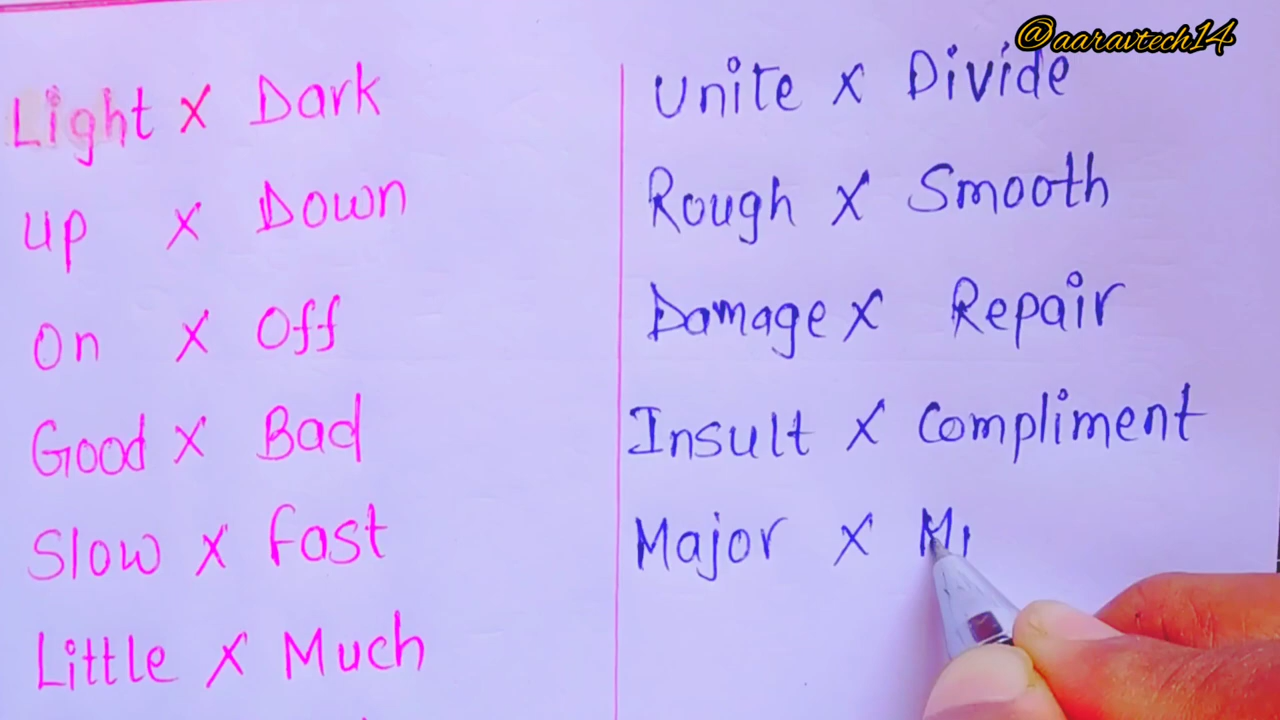 @aaravtech14
Light X Dark
Up X Down
On X Off
Good X Bad
Slow X fast
Little X Much
Unite X Divide
Rough X Smooth
Damage X Repair
Insult X Compliment
Major X M